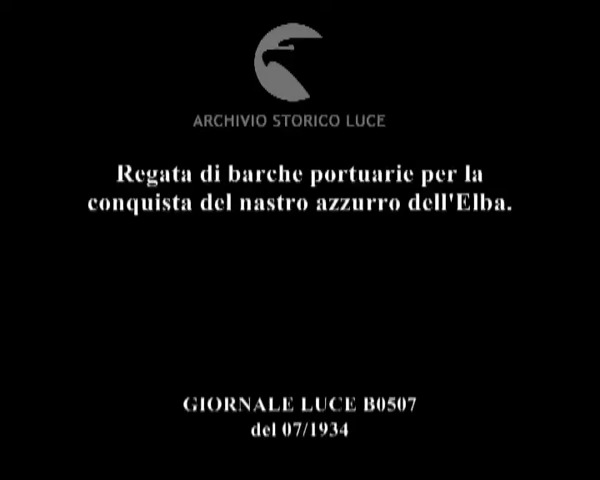 ARCHIVIO STORICO LUCE
Regata di barche portuarie per la
conquista del nastro azzurro dell'Elba.
GIORNALE LUCE B0507
del 07/1934